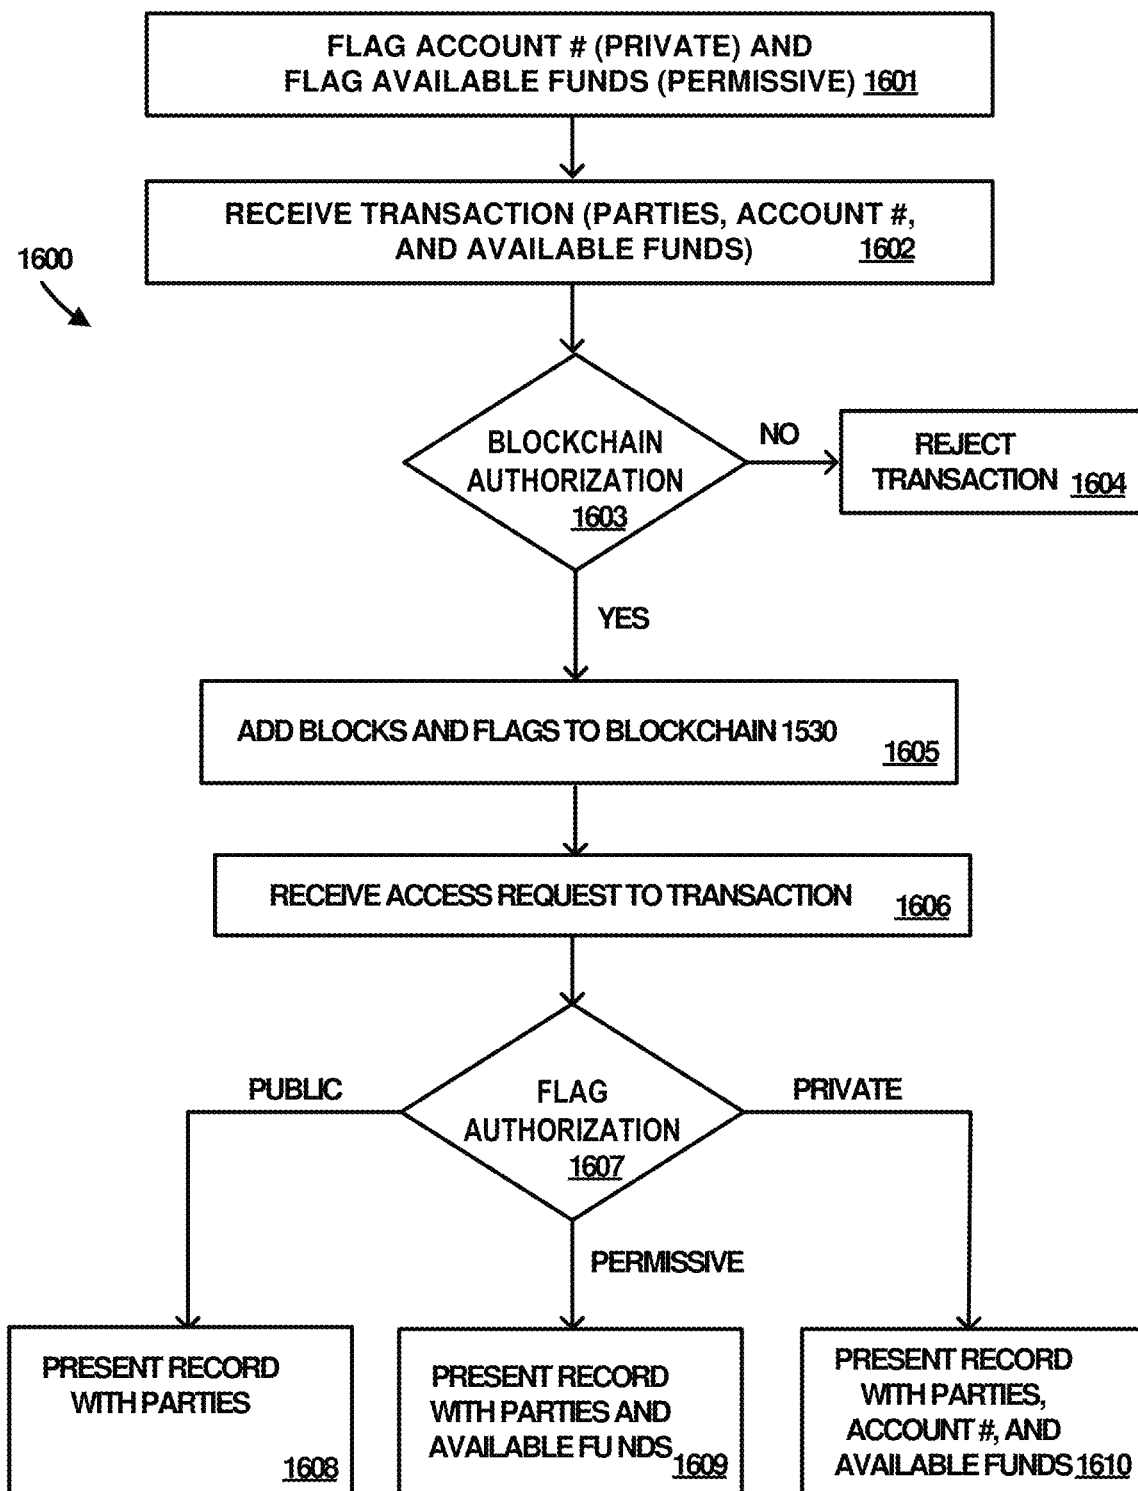 FLAG ACCOUNT # (PRIVATE) AND
FLAG AVAILABLE FUNDS (PERMISSIVE) 1601
RECEIVE TRANSACTION (PARTIES, ACCOUNT #,
AND AVAILABLE FUNDS) 1602
1600
BLOCKCHAIN
AUTHORIZATION
1603
NO
REJECT
TRANSACTION 1604
YES
ADD BLOCKS AND FLAGS TO BLOCKCHAIN 1530
1605
RECEIVE ACCESS REQUEST TO TRANSACTION 1606
PUBLIC
FLAG
AUTHORIZATION
1607
PRIVATE
PERMISSIVE
PRESENT RECORD
WITH PARTIES
1608
PRESENT RECORD
WITH PARTIES AND
AVAILABLE FU NDS 1609
PRESENT RECORD
WITH PARTIES,
ACCOUNT #, AND
AVAILABLE FUNDS 1610